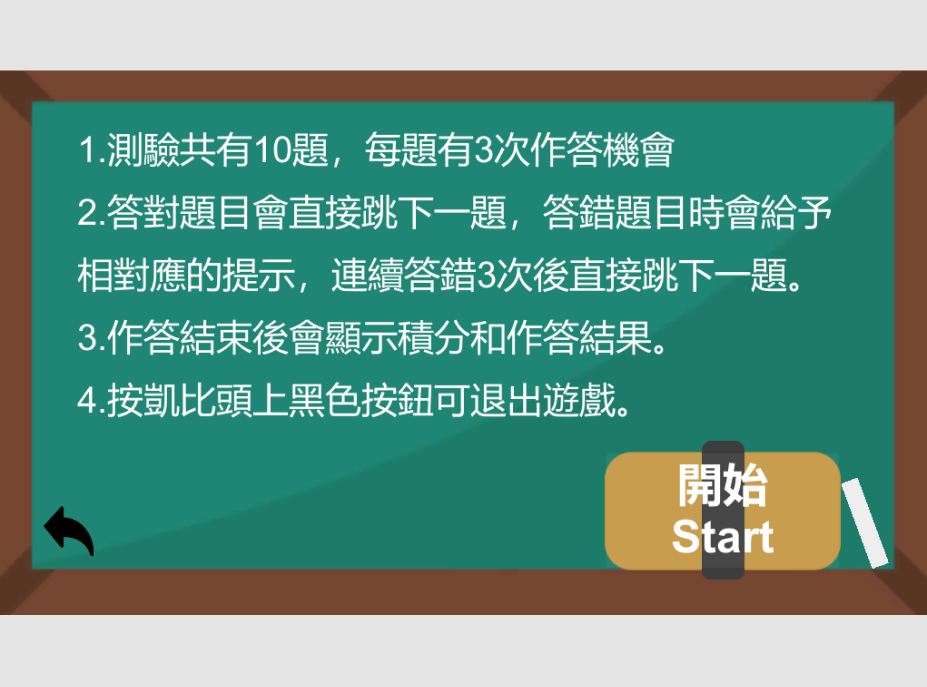 1.測驗共有10題，每題有3次作答機會
2.答對題目會直接跳下一題，答錯題目時會給予
相對應的提示，連續答錯3次後直接跳下一題。
3.作答結束後會顯示積分和作答結果。
4.按凱比頭上黑色按鈕可退出遊戲。
開始
Start